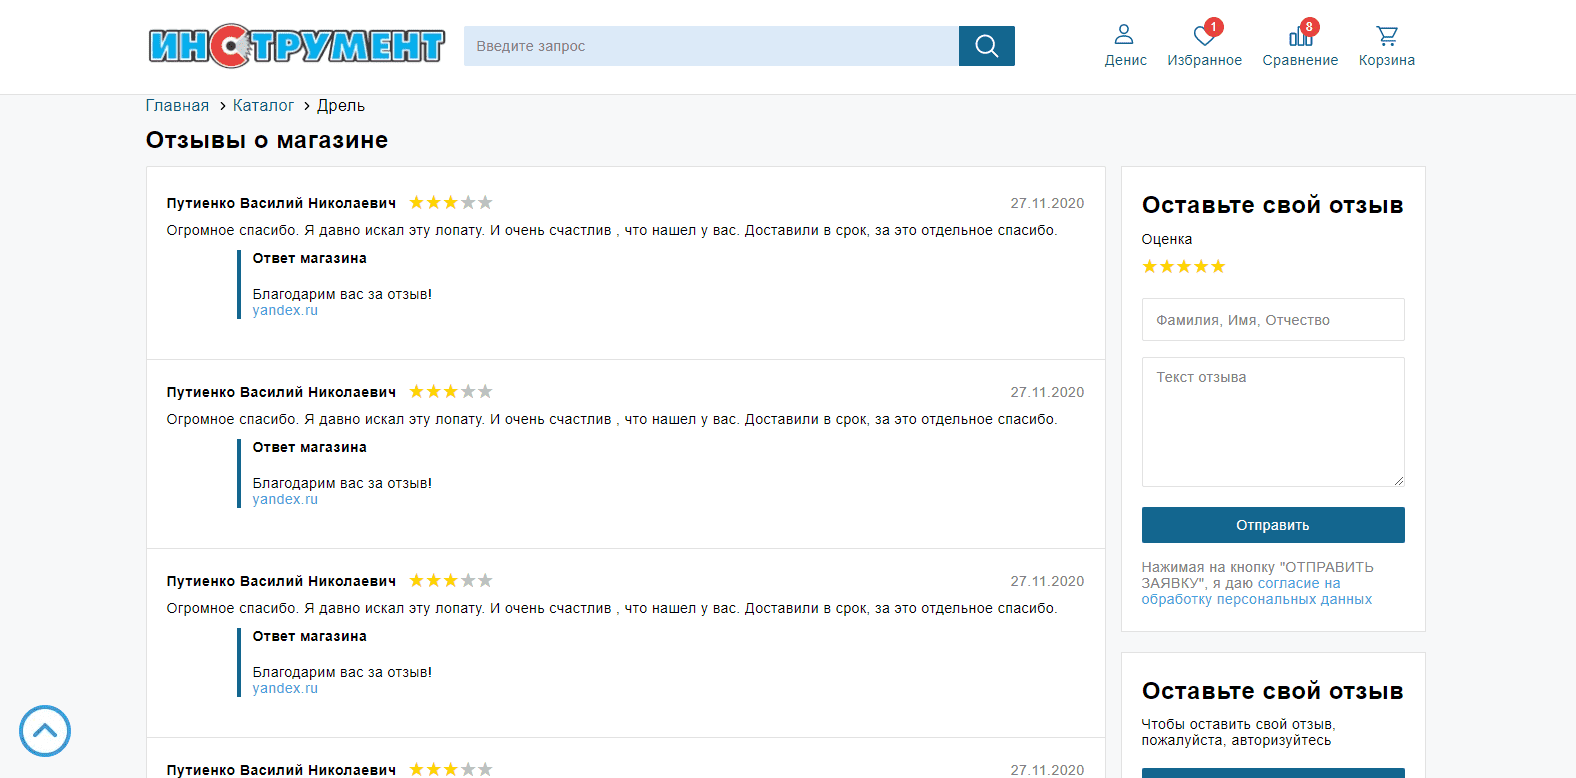 ИНСТРУМЕНТ
Введите запрос
1
8
Денис
Избранное
Сравнение
Корзина
Главная > Каталог > Дрель
Отзывы о магазине
Путиенко Василий Николаевич
27.11.2020
Огромное спасибо. Я давно искал эту лопату. И очень счастлив , что нашел у вас. Доставили в срок, за это отдельное спасибо.
Ответ магазина
Благодарим вас за отзыв!
yandex.ru
Путиенко Василий Николаевич
27.11.2020
Огромное спасибо. Я давно искал эту лопату. И очень счастлив , что нашел у вас. Доставили в срок, за это отдельное спасибо.
Ответ магазина
Благодарим вас за отзыв!
yandex.ru
Путиенко Василий Николаевич
27.11.2020
Огромное спасибо. Я давно искал эту лопату. И очень счастлив , что нашел у вас. Доставили в срок, за это отдельное спасибо.
Ответ магазина
Благодарим вас за отзыв!
yandex.ru
Путиенко Василий Николаевич
27.11.2020
Оставьте свой отзыв
Оценка
Фамилия, Имя, Отчество
Текст отзыва
Отправить
Нажимая на кнопку "ОТПРАВИТЬ
ЗАЯВКУ", я даю согласие на
обработку персональных данных
Оставьте свой отзыв
Чтобы оставить свой отзыв,
пожалуйста, авторизуйтесь